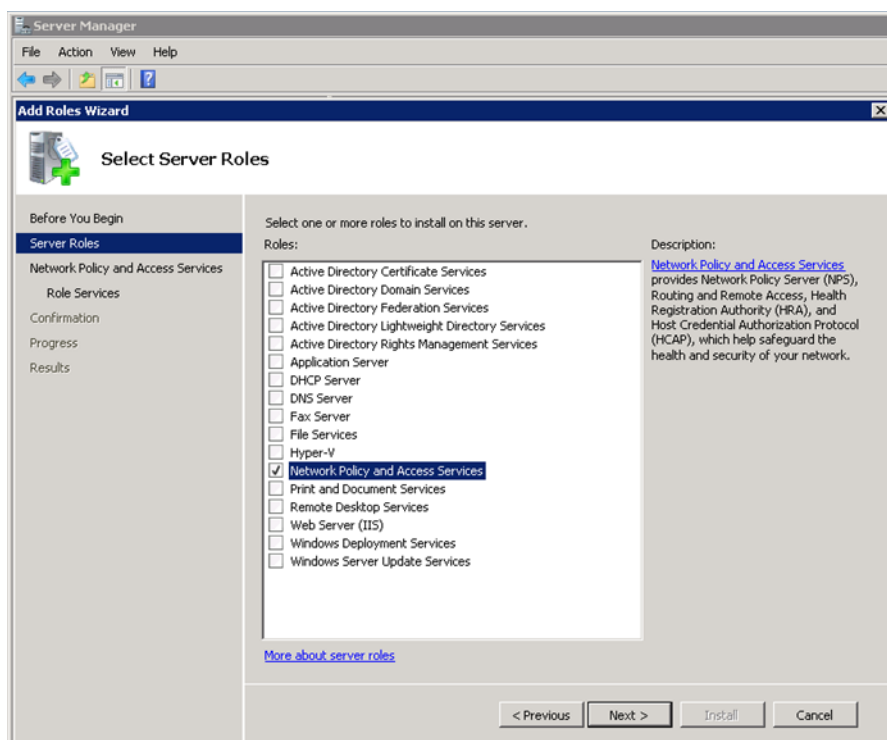 Server Manager
File Action View Help
Add Roles Wizard
Select Server Roles
Before You Begin
Server Roles
Network Policy and Access Services
Role Services
Confirmation
Progress
Results
Select one or more roles to install on this server.
Roles:
Active Directory Certificate Services
Active Directory Domain Services
Active Directory Federation Services
Active Directory Lightweight Directory Services
Active Directory Rights Management Services
Application Server
DHCP Server
DNS Server
Fax Server
File Services
Hyper-V
Network Policy and Access Services
Print and Document Services
Remote Desktop Services
Web Server (IIS)
Windows Deployment Services
Windows Server Update Services
More about server roles
Description:
Network Policy and Access Services
provides Network Policy Server (NPS),
Routing and Remote Access, Health
Registration Authority (HRA), and
Host Credential Authorization Protocol
(HCAP), which help safeguard the
health and security of your network.
< Previous Next > Install Cancel